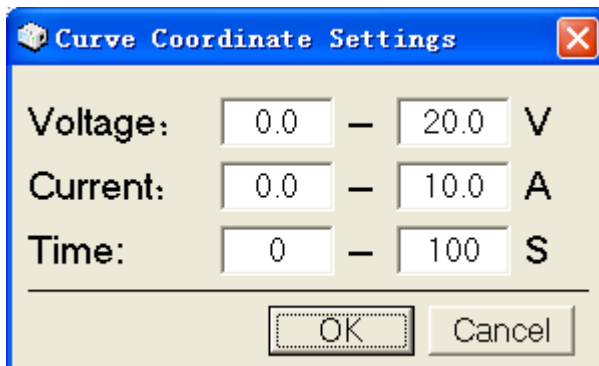 Curve Coordinate Settings
Voltage: 0.0 – 20.0 V
Current: 0.0 – 10.0 A
Time: 0 – 100 S
OK Cancel